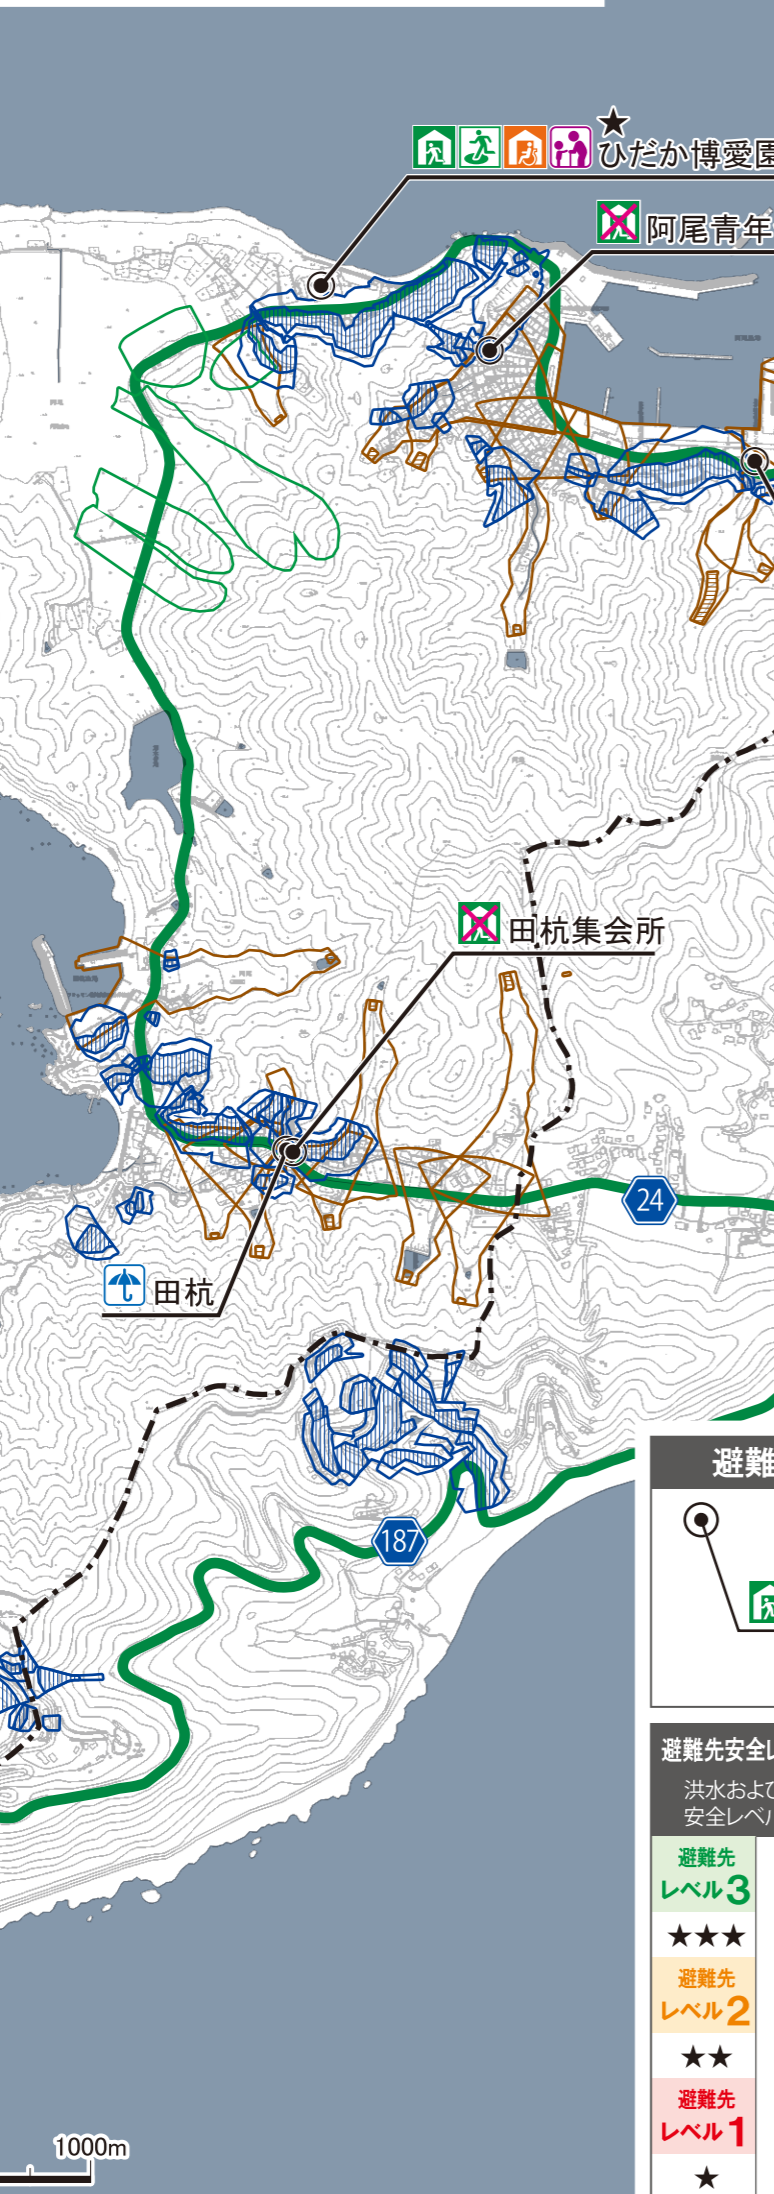 ★
ひだか博愛園
阿尾青年
田杭集会所
24
田杭
187
避難
避難先安全レ
洪水および
安全レベル
避難先
レベル3
★★★
避難先
レベル2
★★
避難先
レベル1
★
1000m